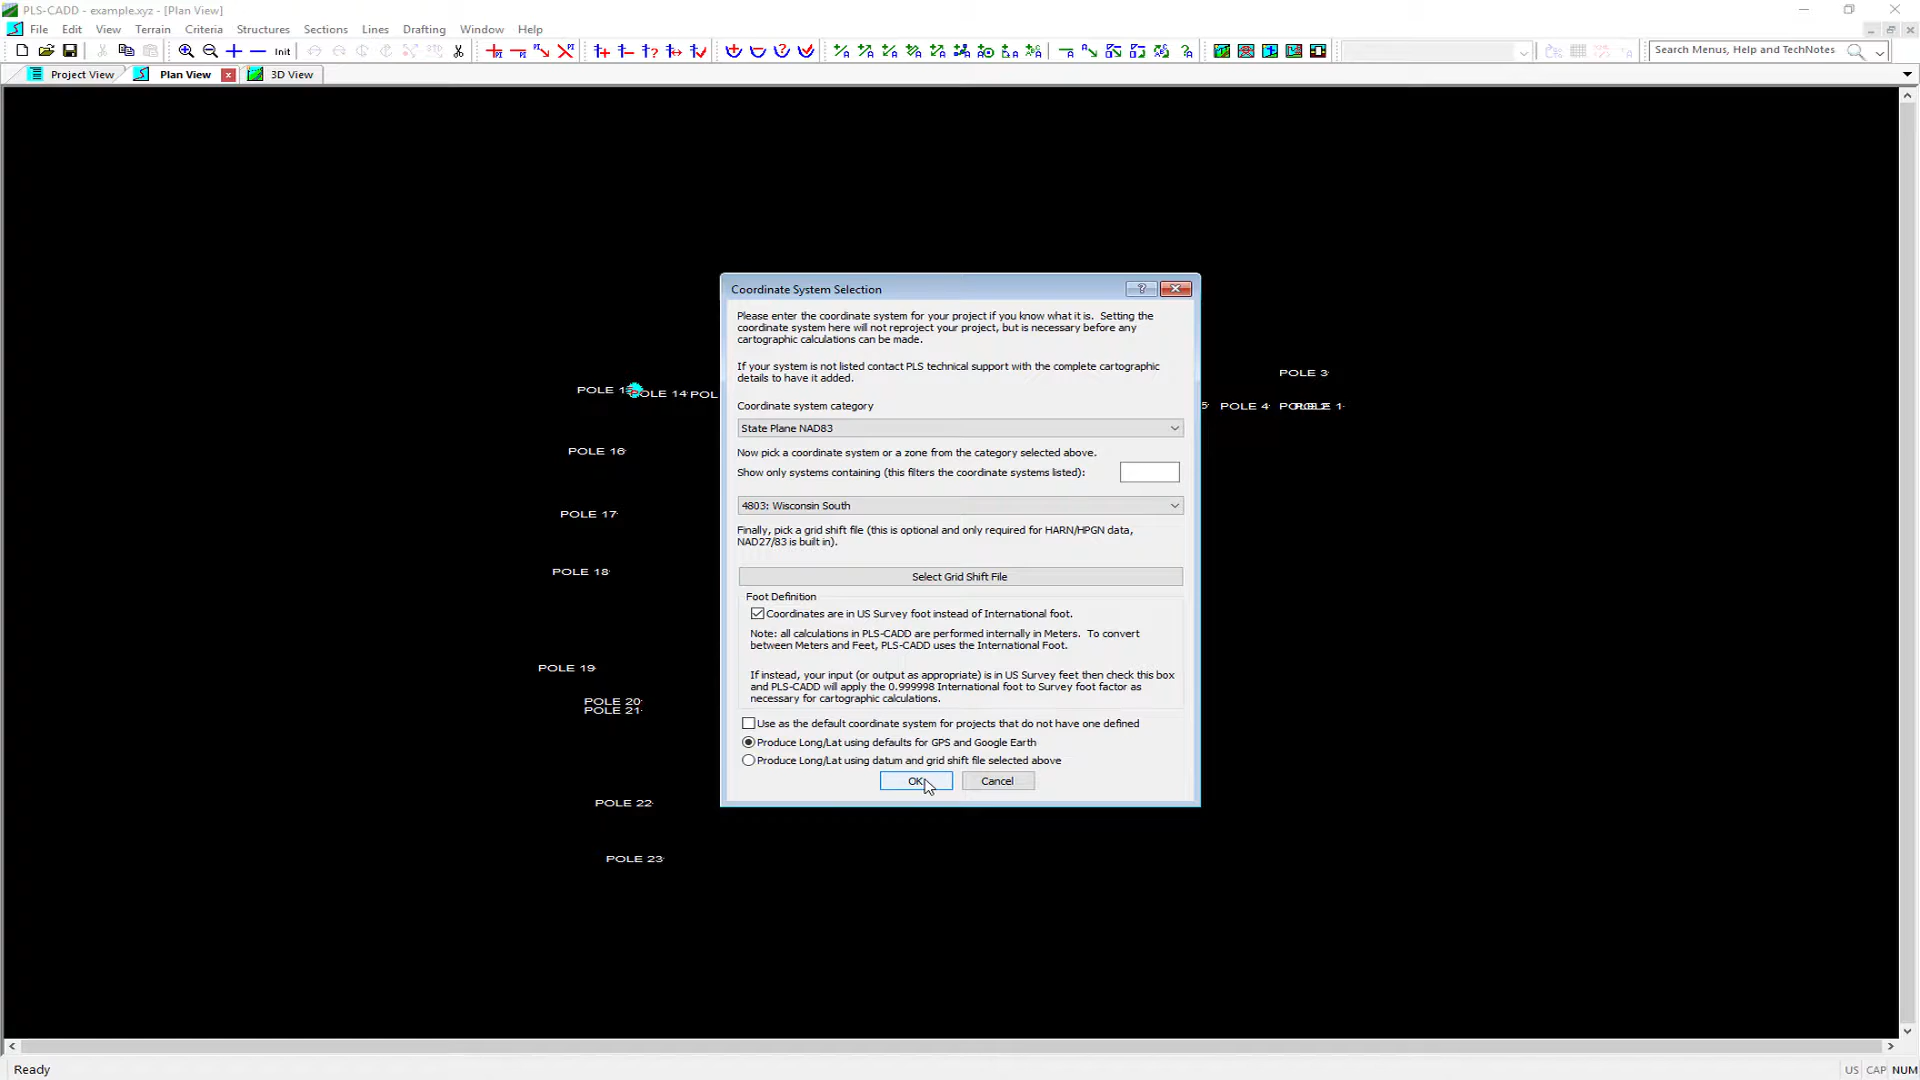 PLS-CADD - example.xyz - [Plan View]
File Edit View Terrain Criteria Structures Sections Lines Drafting Window Help
Init
Search Menus, Help and TechNotes
Project View Plan View 3D View
Coordinate System Selection
Please enter the coordinate system for your project if you know what it is. Setting the
coordinate system here will not reproject your project, but is necessary before any
cartographic calculations can be made.
If your system is not listed contact PLS technical support with the complete cartographic
details to have it added.
Coordinate system category
State Plane NAD83
Now pick a coordinate system or a zone from the category selected above.
Show only systems containing (this filters the coordinate systems listed):
4803: Wisconsin South
Finally, pick a grid shift file (this is optional and only required for HARN/HPGN data,
NAD27/83 is built in).
Select Grid Shift File
Foot Definition
Coordinates are in US Survey foot instead of International foot.
Note: all calculations in PLS-CADD are performed internally in Meters. To convert
between Meters and Feet, PLS-CADD uses the International Foot.
If instead, your input (or output as appropriate) is in US Survey feet then check this box
and PLS-CADD will apply the 0.999998 International foot to Survey foot factor as
necessary for cartographic calculations.
Use as the default coordinate system for projects that do not have one defined
Produce Long/Lat using defaults for GPS and Google Earth
Produce Long/Lat using datum and grid shift file selected above
OK Cancel
POLE 3
POLE 14 POL
5 POLE 4 1
POLE 16
POLE 17
POLE 18
POLE 19
POLE 20
POLE 21
POLE 22
POLE 23
Ready
US CAP NUM